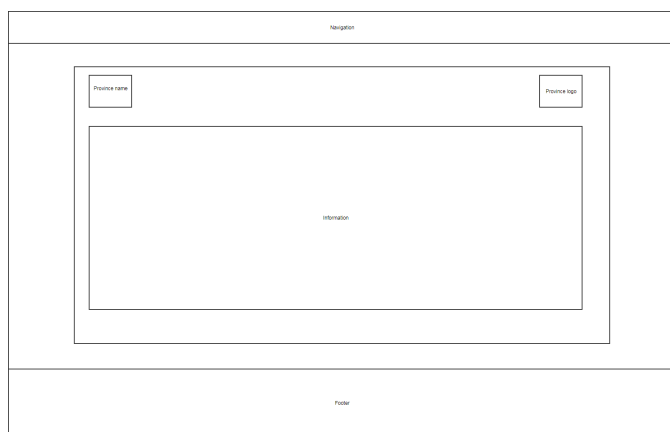 Navigation
Province name
Province logo
Information
Footer